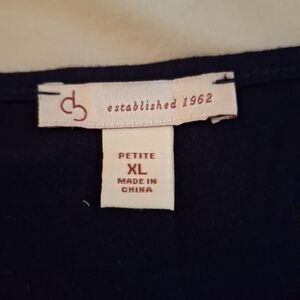 cb established 1962
PETITE
XL
MADE IN
CHINA